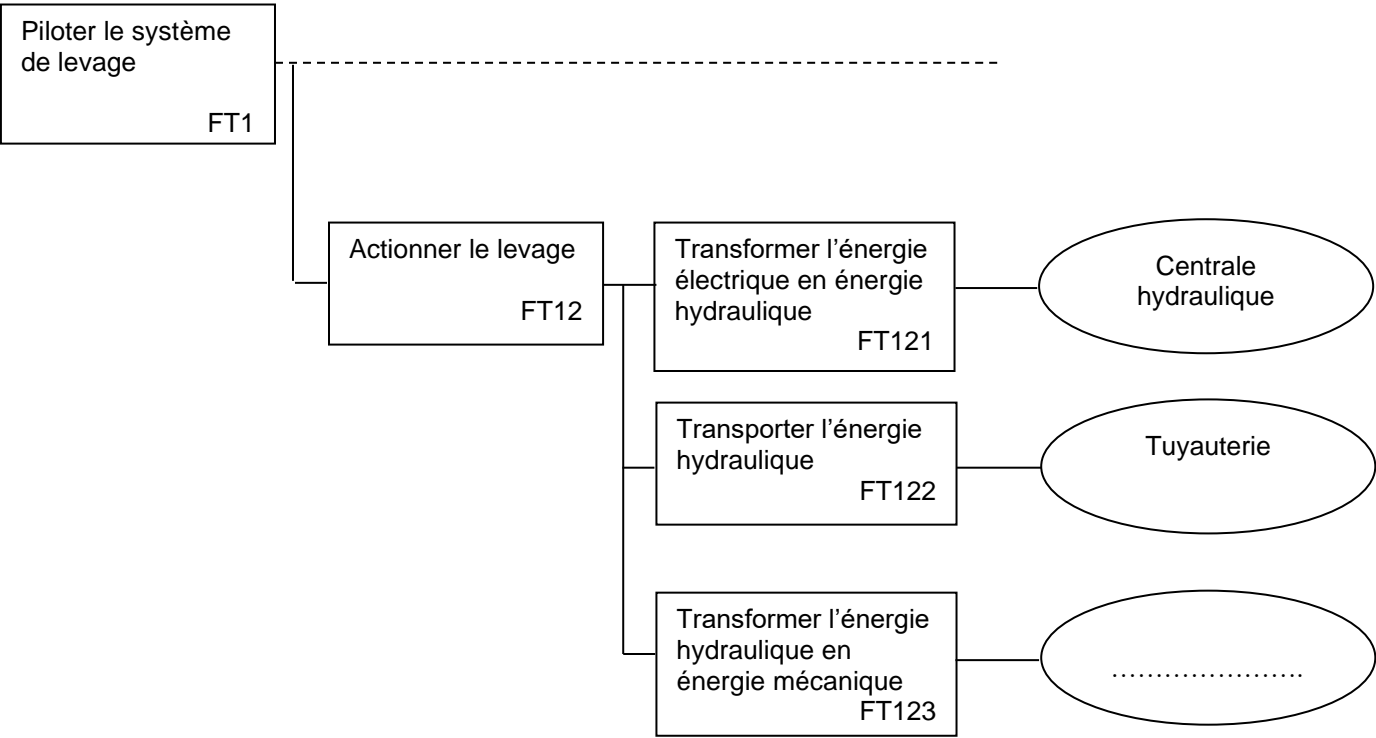 Piloter le système
de levage
FT1
Actionner le levage
FT12
Transformer l’énergie
électrique en énergie
hydraulique
FT121
Centrale
hydraulique
Transporter l’énergie
hydraulique
FT122
Tuyauterie
Transformer l’énergie
hydraulique en
énergie mécanique
FT123
………………….